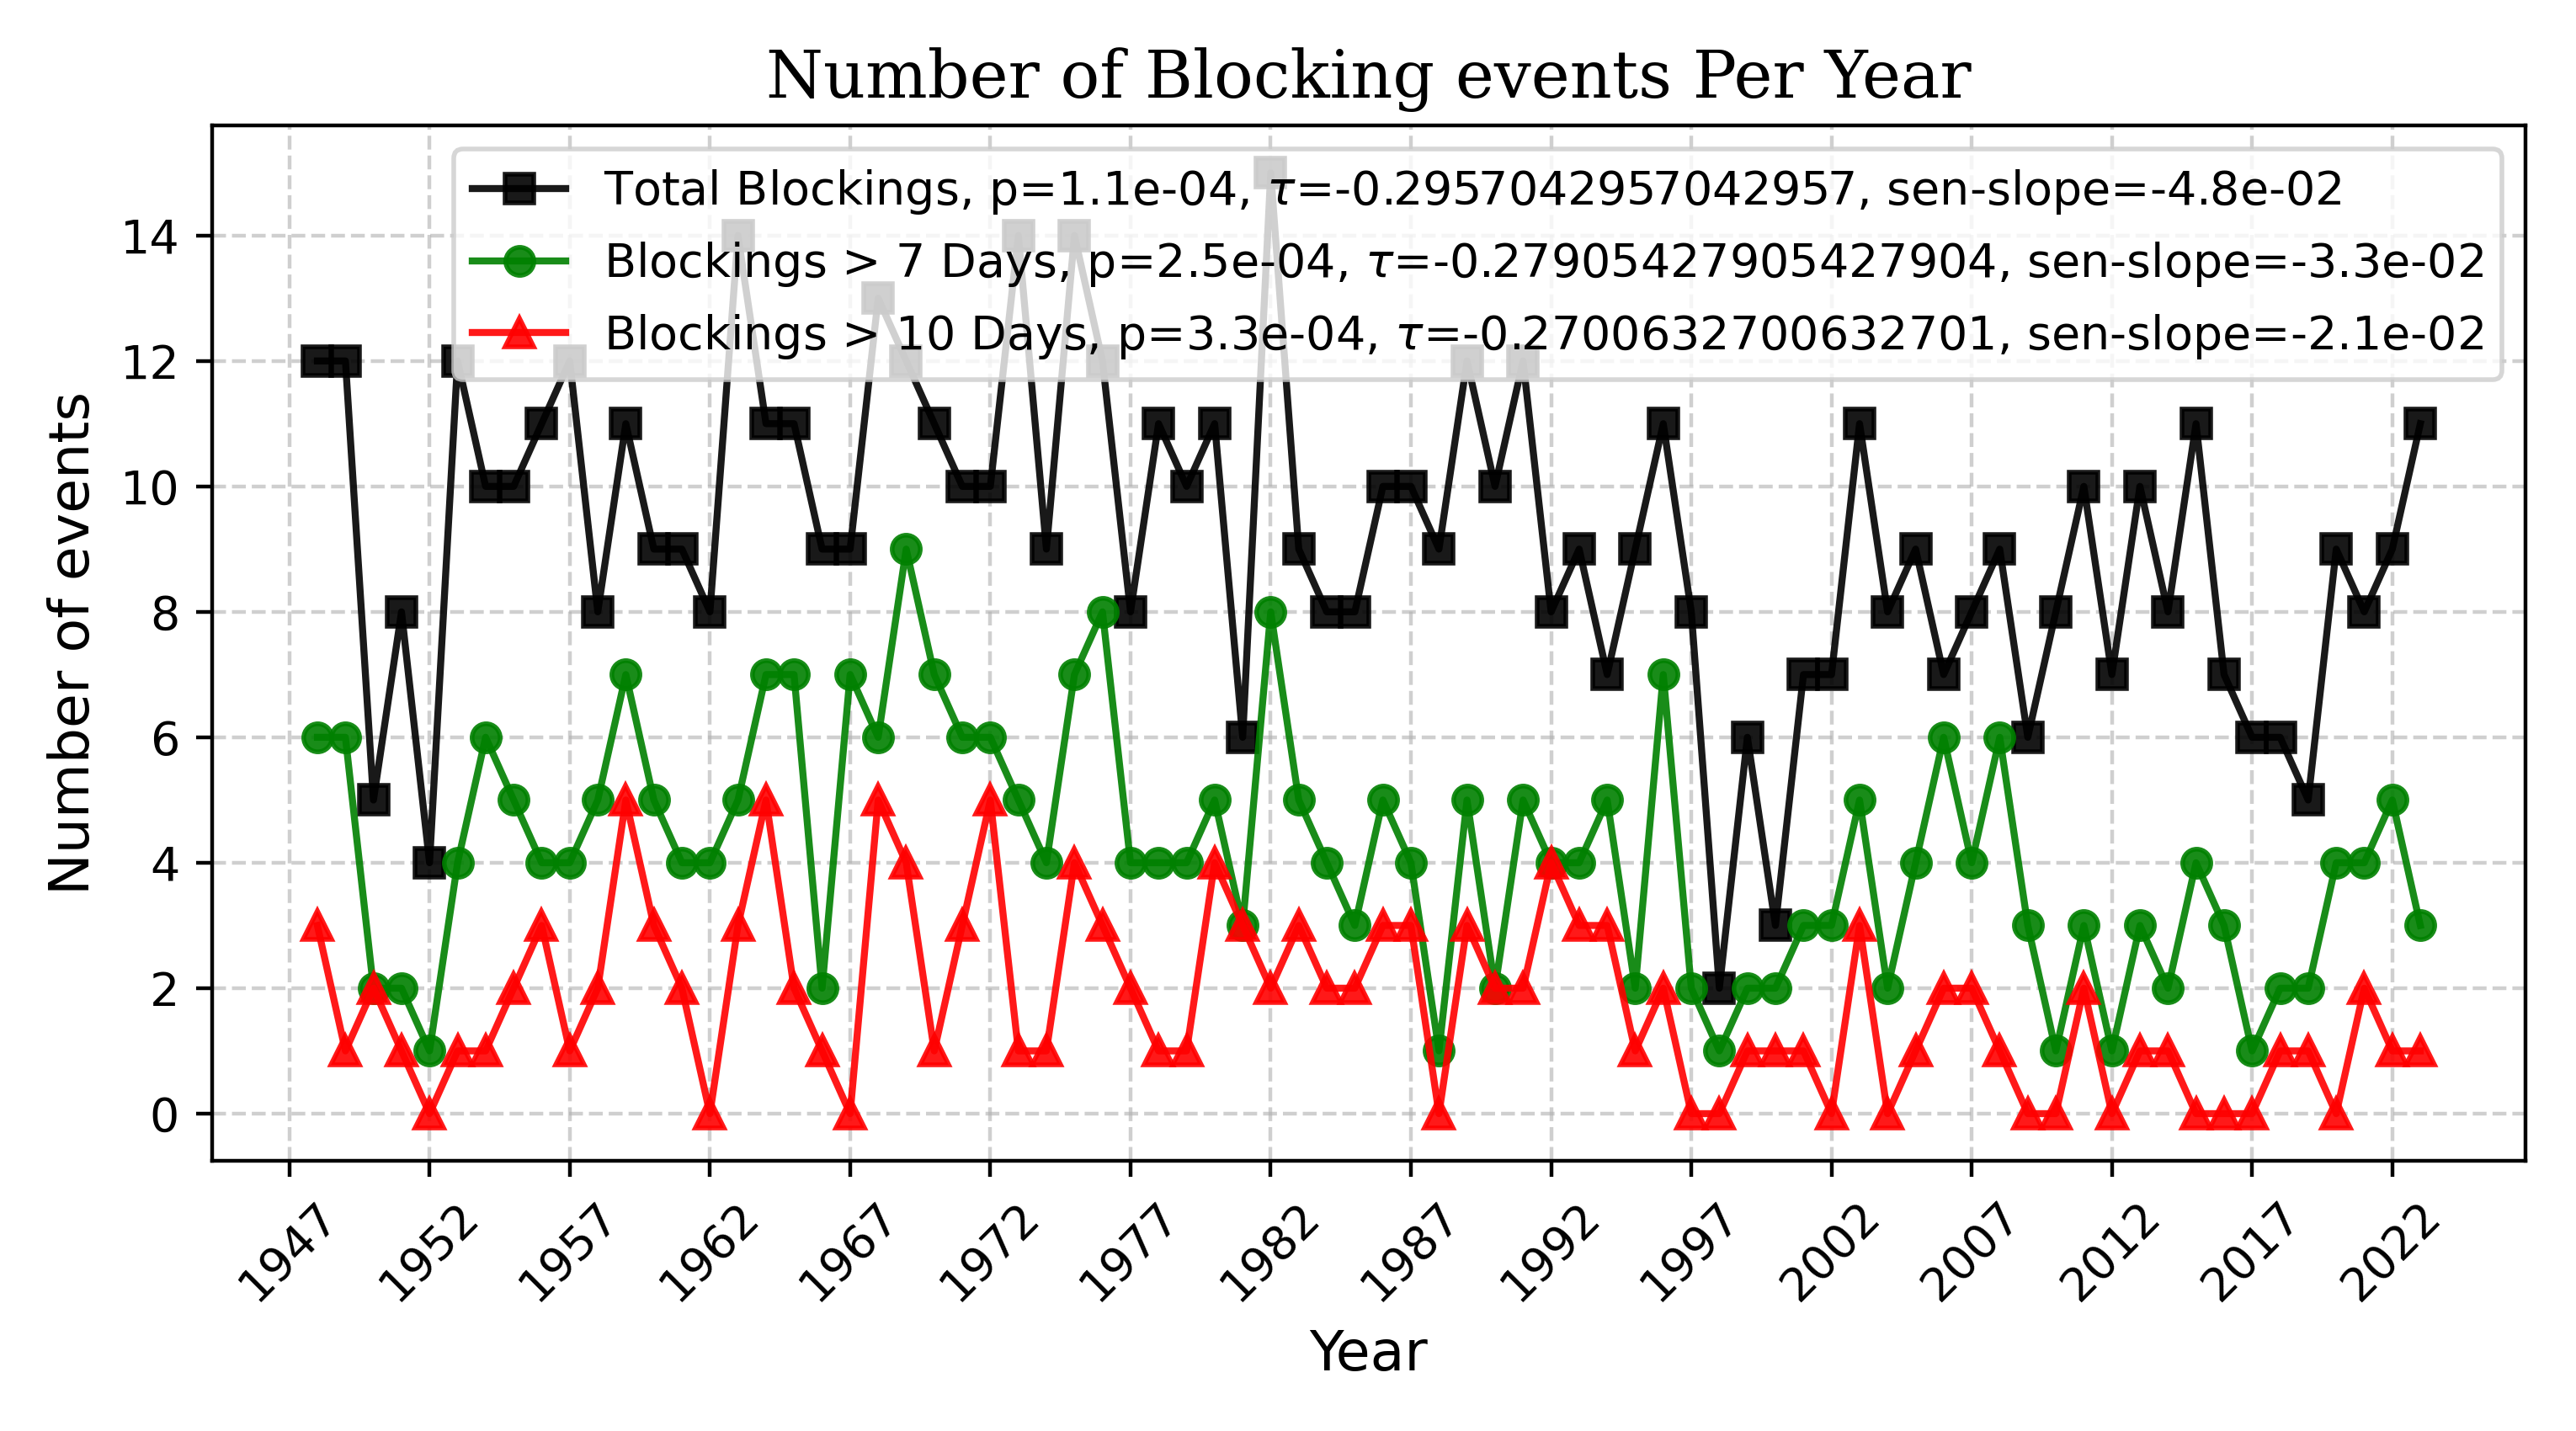 Number of Blocking events Per Year
Total Blockings, p=1.1e-04, τ=-0.2957042957042957, sen-slope=-4.8e-02
Blockings > 7 Days, p=2.5e-04, τ=-0.27905427905427904, sen-slope=-3.3e-02
Blockings > 10 Days, p=3.3e-04, τ=-0.2700632700632701, sen-slope=-2.1e-02
Number of events
14
12
10
8
6
4
2
0
1947 1952 1957 1962 1967 1972 1977 1982 1987 1992 1997 2002 2007 2012 2017 2022
Year